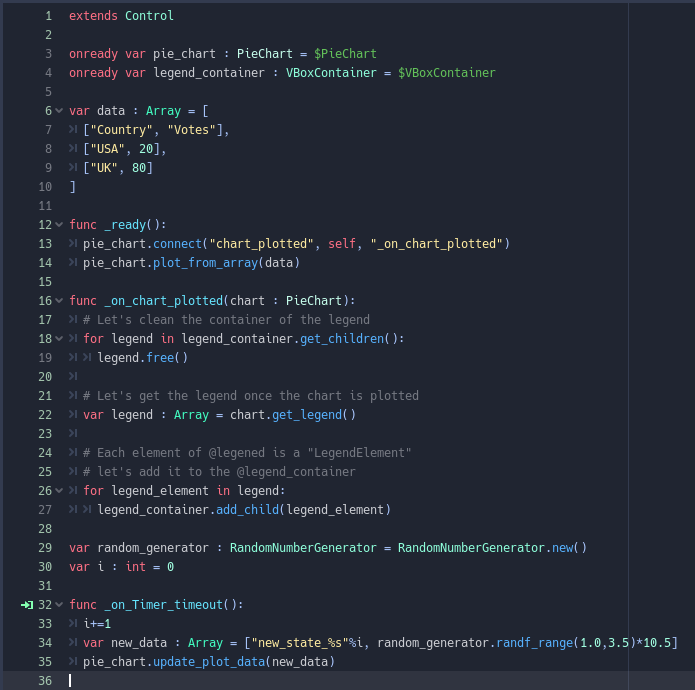 1 extends Control
2
3 onready var pie_chart : PieChart = $PieChart
4 onready var legend_container : VBoxContainer = $VBoxContainer
5
6 var data : Array = [
7 ["Country", "Votes"],
8 ["USA", 20],
9 ["UK", 80]
10 ]
11
12 func _ready():
13 pie_chart.connect("chart_plotted", self, "_on_chart_plotted")
14 pie_chart.plot_from_array(data)
15
16 func _on_chart_plotted(chart : PieChart):
17 # Let's clean the container of the legend
18 for legend in legend_container.get_children():
19 legend.free()
20
21 # Let's get the legend once the chart is plotted
22 var legend : Array = chart.get_legend()
23
24 # Each element of @legened is a "LegendElement"
25 # let's add it to the @legend_container
26 for legend_element in legend:
27 legend_container.add_child(legend_element)
28
29 var random_generator : RandomNumberGenerator = RandomNumberGenerator.new()
30 var i : int = 0
31
32 func _on_Timer_timeout():
33 i+=1
34 var new_data : Array = ["new_state_%s"%i, random_generator.randf_range(1.0,3.5)*10.5]
35 pie_chart.update_plot_data(new_data)
36